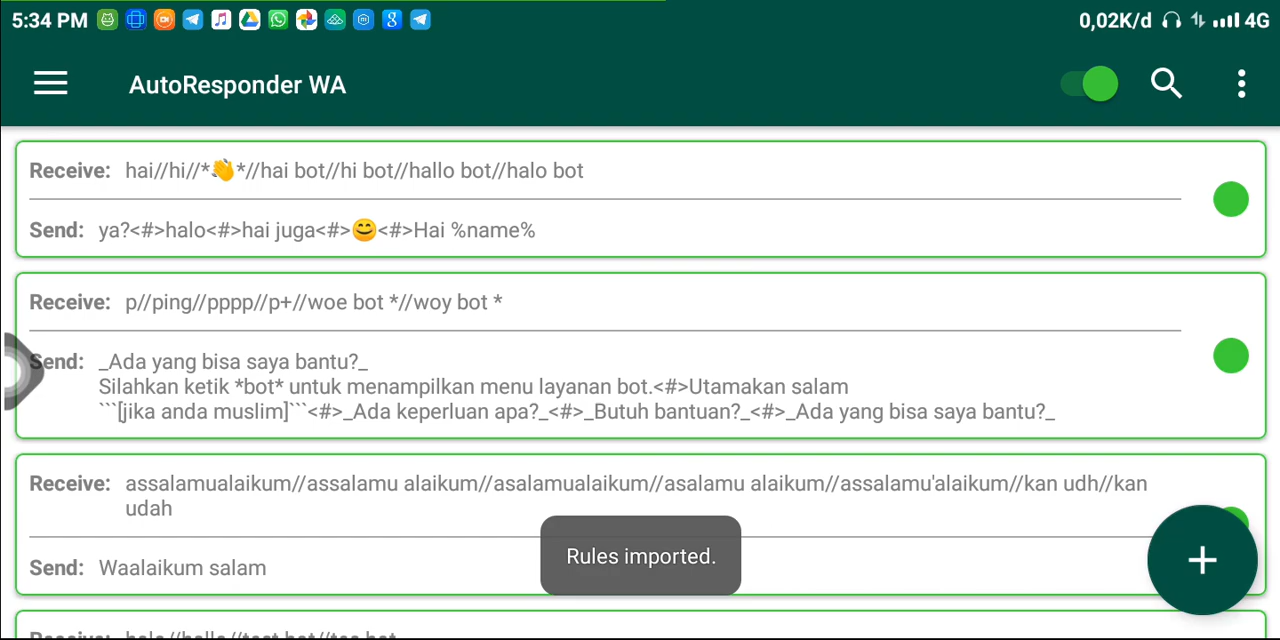 5:34 PM 0,02K/d 4G
AutoResponder WA
Receive: hai//hi//*👋*//hai bot//hi bot//hallo bot//halo bot
Send: ya?<#>halo<#>hai juga<#>😊<#>Hai %name%
Receive: p//ping//pppp//p+//woe bot *//woy bot *
Send: _Ada yang bisa saya bantu?_
Silahkan ketik *bot* untuk menampilkan menu layanan bot.<#>Utamakan salam
```[jika anda muslim]```<#>_Ada keperluan apa?_<#>_Butuh bantuan?_<#>_Ada yang bisa saya bantu?_
Receive: assalamualaikum//assalamu alaikum//asalamualaikum//asalamu alaikum//assalamu'alaikum//kan udh//kan
udah
Send: Waalaikum salam
Rules imported.